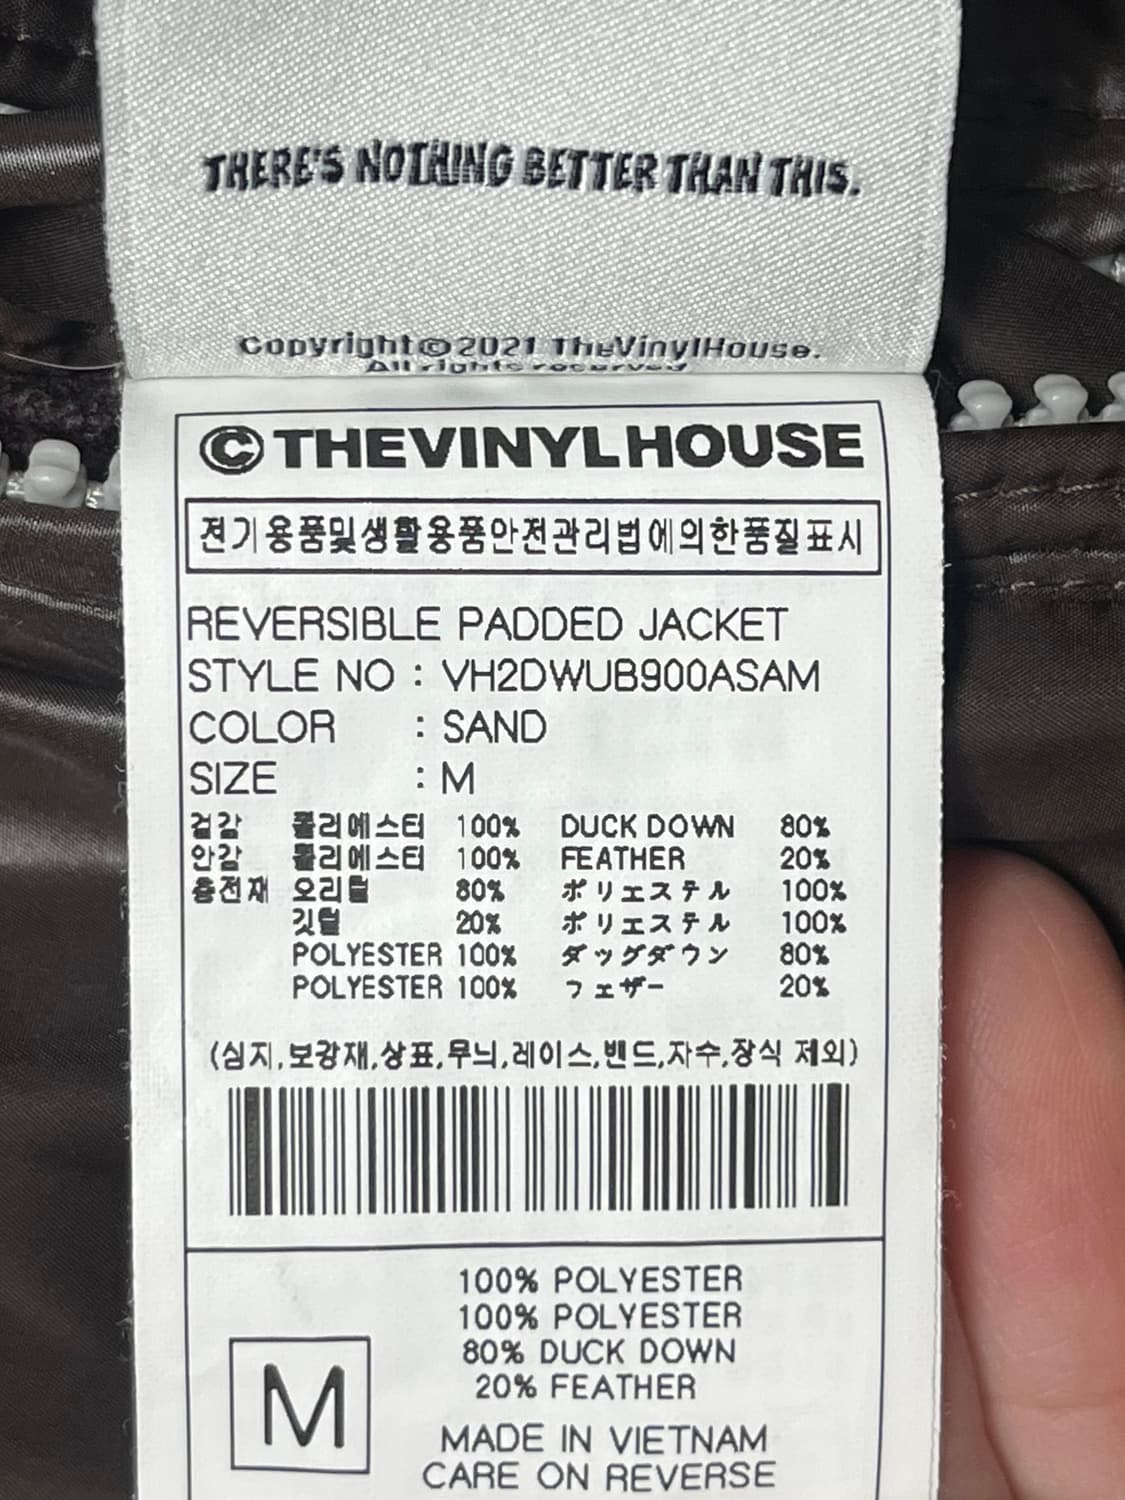 THERE'S NOTHING BETTER THAN THIS.
Copyright©2021 TheVinylHouse.
All rights reserved
©THEVINYLHOUSE
전기용품및생활용품안전관리법에의한품질표시
REVERSIBLE PADDED JACKET
STYLE NO : VH2DWUB900ASAM
COLOR : SAND
SIZE : M
겉감 폴리에스터 100% DUCK DOWN 80%
안감 폴리에스터 100% FEATHER 20%
충전재 오리털 80% ポリエステル 100%
깃털 20% ポリエステル 100%
POLYESTER 100% ダッグダウン 80%
POLYESTER 100% フェザー 20%
(심지,보강재,상표,무늬,레이스,밴드,자수,장식 제외)
100% POLYESTER
100% POLYESTER
80% DUCK DOWN
20% FEATHER
M
MADE IN VIETNAM
CARE ON REVERSE